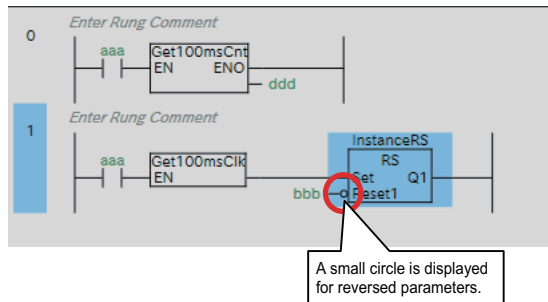 Enter Rung Comment
0
aaa
Get100msCnt
EN ENO
ddd
Enter Rung Comment
1
InstanceRS
aaa
Get100msClk
RS
EN
Set Q1
bbb
Reset1
A small circle is displayed
for reversed parameters.